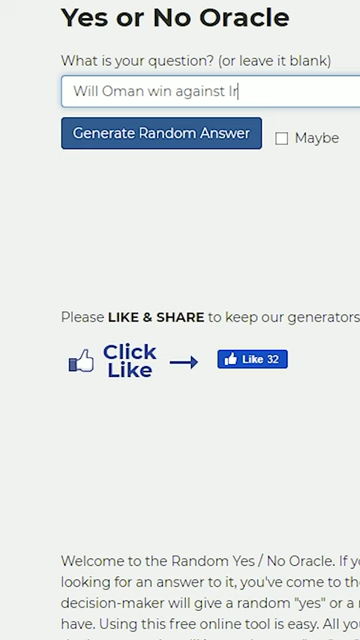 Yes or No Oracle
What is your question? (or leave it blank)
Will Oman win against Ir
Generate Random Answer
Maybe
Please LIKE & SHARE to keep our generators
Click
Like
Like 32
Welcome to the Random Yes / No Oracle. If yo
looking for an answer to it, you've come to the
decision-maker will give a random "yes" or a n
have. Using this free online tool is easy. All yo